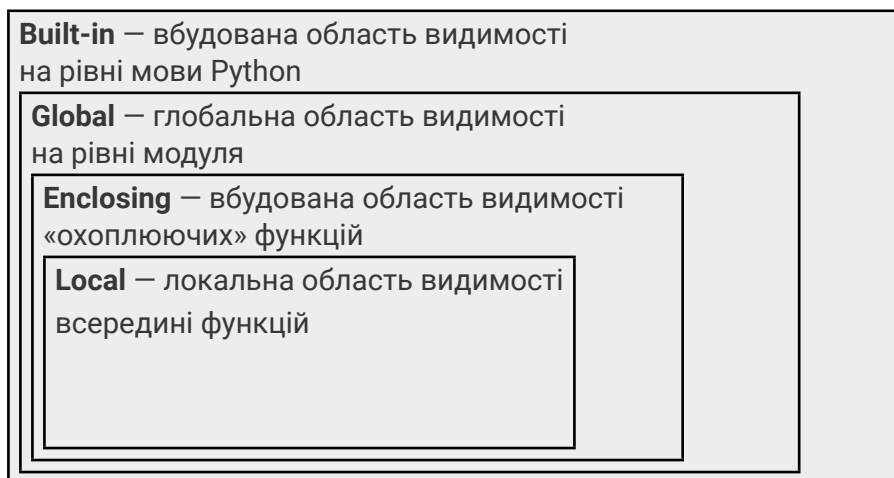 Built-in — вбудована область видимості
на рівні мови Python
Global — глобальна область видимості
на рівні модуля
Enclosing — вбудована область видимості
«охоплюючих» функцій
Local — локальна область видимості
всередині функцій